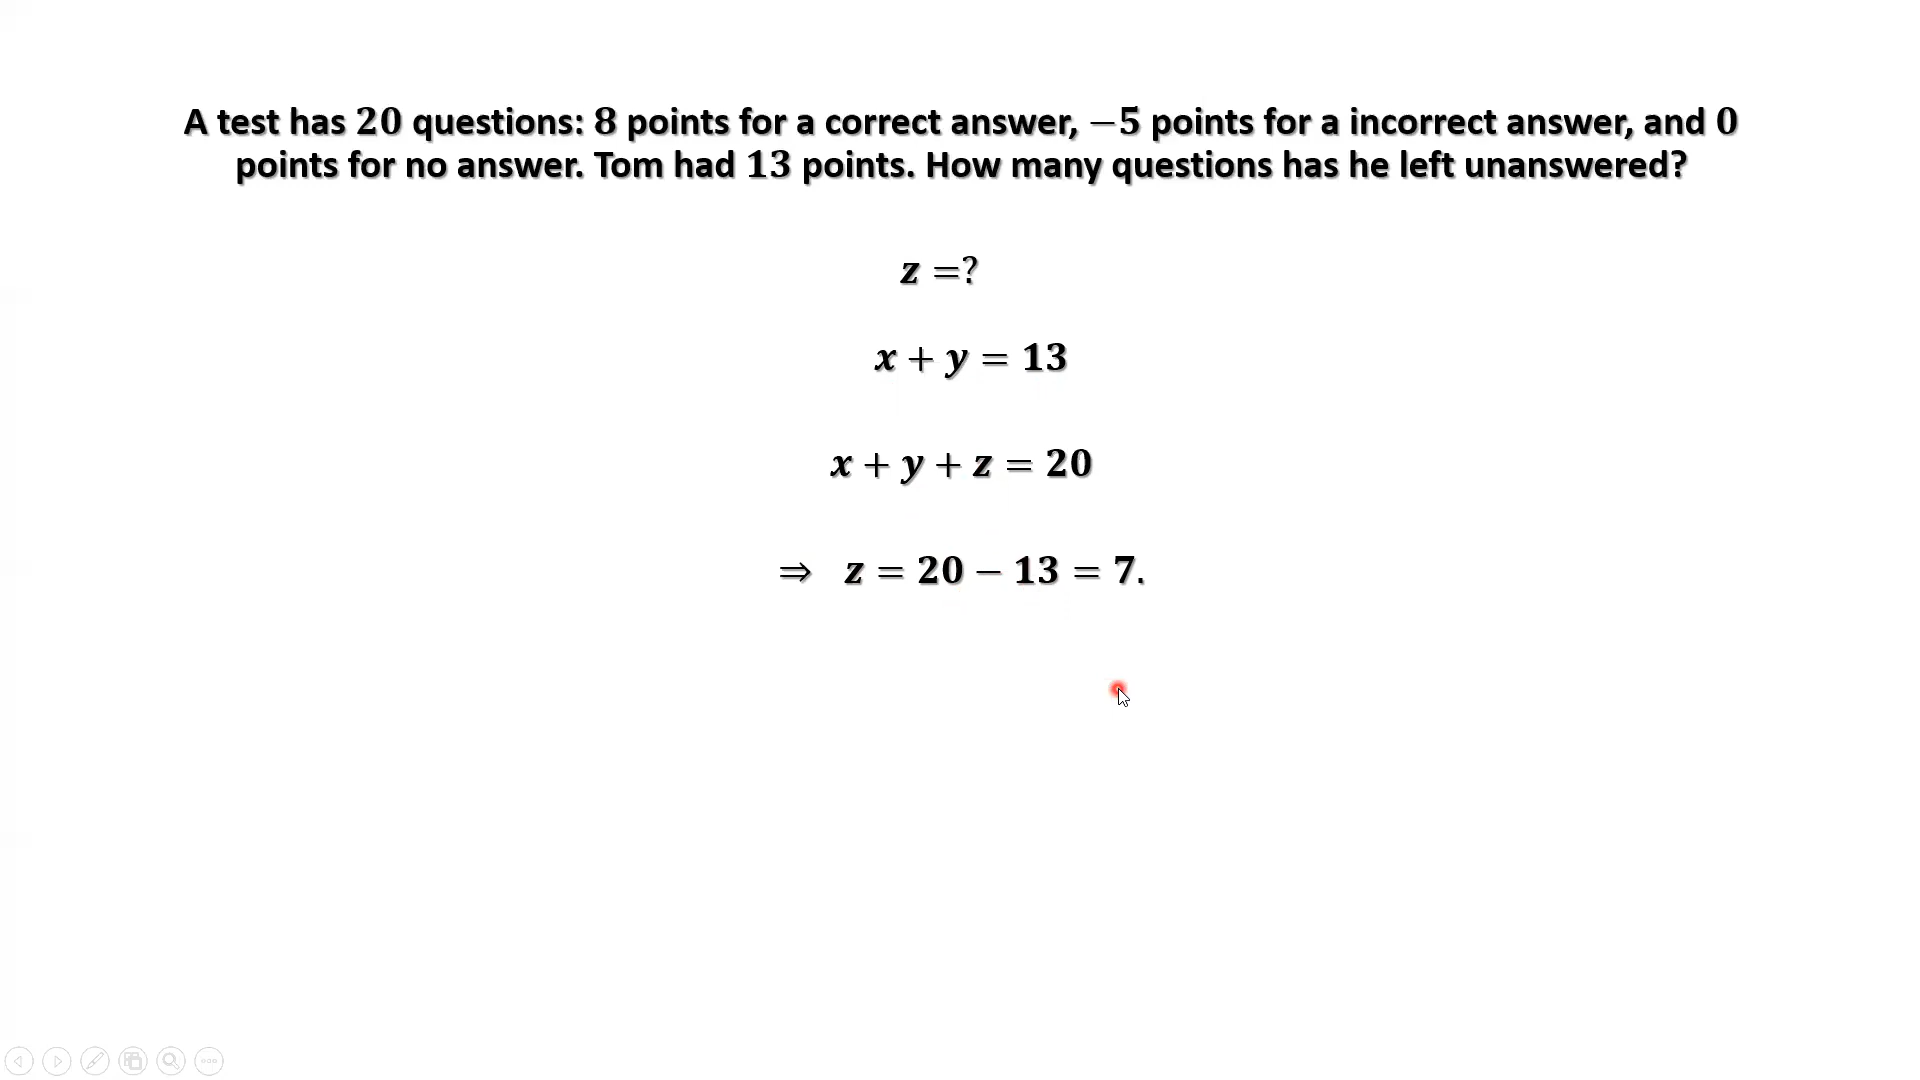 A test has 20 questions: 8 points for a correct answer, −5 points for a incorrect answer, and 0
points for no answer. Tom had 13 points. How many questions has he left unanswered?
z =?
x + y = 13
x + y + z = 20
⇒ z = 20 − 13 = 7.